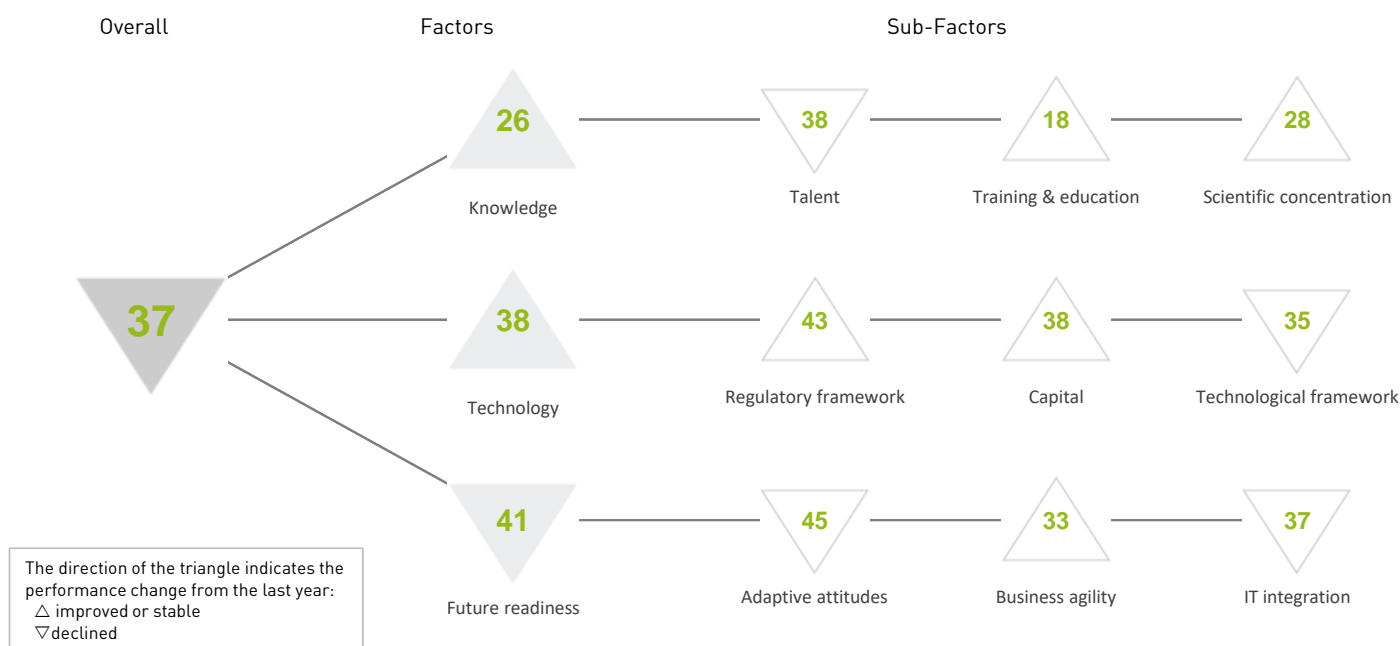 Overall
Factors
Sub-Factors
26
38
18
28
Knowledge
Talent
Training & education
Scientific concentration
37
38
43
38
35
Technology
Regulatory framework
Capital
Technological framework
41
45
33
37
Future readiness
Adaptive attitudes
Business agility
IT integration
The direction of the triangle indicates the
performance change from the last year:
△ improved or stable
▽declined